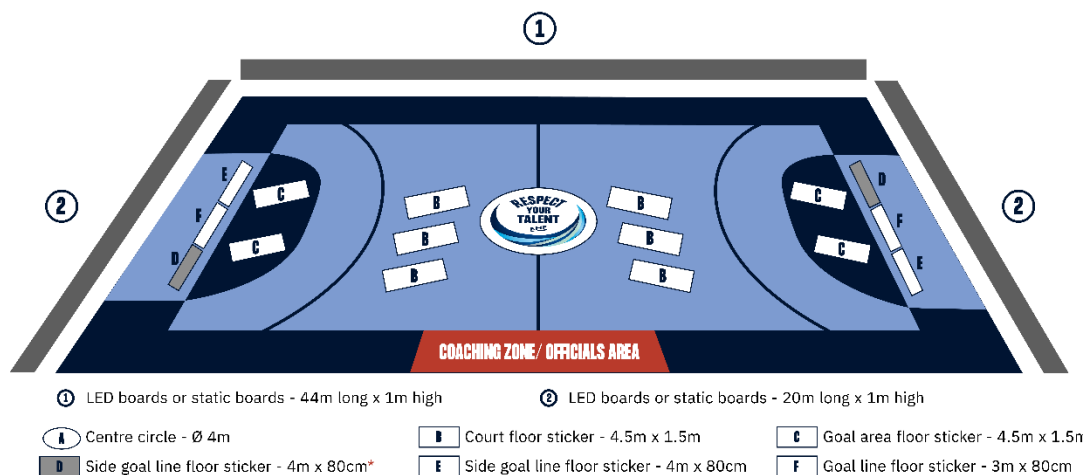 1
2
2
E
F
D
C
C
B
B
B
RESPECT
YOUR
TALENT
B
B
B
C
C
D
F
E
COACHING ZONE/ OFFICIALS AREA
1 LED boards or static boards - 44m long x 1m high
2 LED boards or static boards - 20m long x 1m high
A Centre circle - Ø 4m
B Court floor sticker - 4.5m x 1.5m
C Goal area floor sticker - 4.5m x 1.5m
D Side goal line floor sticker - 4m x 80cm*
E Side goal line floor sticker - 4m x 80cm
F Goal line floor sticker - 3m x 80cm